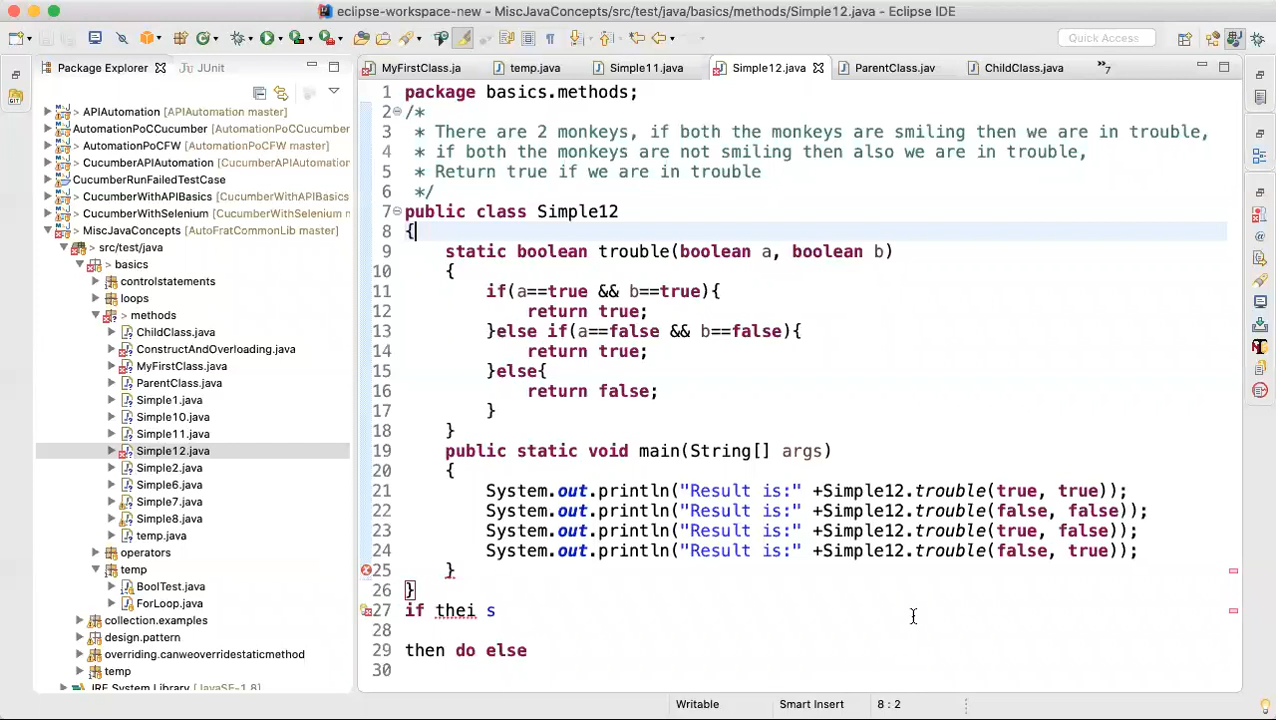 eclipse-workspace-new - MiscJavaConcepts/src/test/java/basics/methods/Simple12.java - Eclipse IDE
Quick Access
Package Explorer
JUnit
MyFirstClass.ja
temp.java
Simple11.java
Simple12.java
ParentClass.jav
ChildClass.java
7
GIT
> APIAutomation [APIAutomation master]
AutomationPoCCucumber [AutomationPoCCucumber
> AutomationPoCFW [AutomationPoCFW master]
> CucumberAPIAutomation [CucumberAPIAutomation
CucumberRunFailedTestCase
> CucumberWithAPIBasics [CucumberWithAPIBasics
> CucumberWithSelenium [CucumberWithSelenium m
> MiscJavaConcepts [AutoFratCommonLib master]
> src/test/java
> basics
controlstatements
loops
> methods
ChildClass.java
ConstructAndOverloading.java
MyFirstClass.java
ParentClass.java
Simple1.java
Simple10.java
Simple11.java
Simple12.java
Simple2.java
Simple6.java
Simple7.java
Simple8.java
temp.java
operators
temp
BoolTest.java
ForLoop.java
collection.examples
design.pattern
overriding.canweoverridestaticmethod
temp
JRE System Library [JavaSE-1.8]
1 package basics.methods;
2 /*
3 * There are 2 monkeys, if both the monkeys are smiling then we are in trouble,
4 * if both the monkeys are not smiling then also we are in trouble,
5 * Return true if we are in trouble
6 */
7 public class Simple12
8 {
9 static boolean trouble(boolean a, boolean b)
10 {
11 if(a==true && b==true){
12 return true;
13 }else if(a==false && b==false){
14 return true;
15 }else{
16 return false;
17 }
18 }
19 public static void main(String[] args)
20 {
21 System.out.println("Result is:" +Simple12.trouble(true, true));
22 System.out.println("Result is:" +Simple12.trouble(false, false));
23 System.out.println("Result is:" +Simple12.trouble(true, false));
24 System.out.println("Result is:" +Simple12.trouble(false, true));
25 }
26 }
27 if thei s
28
29 then do else
30
Writable
Smart Insert
8 : 2